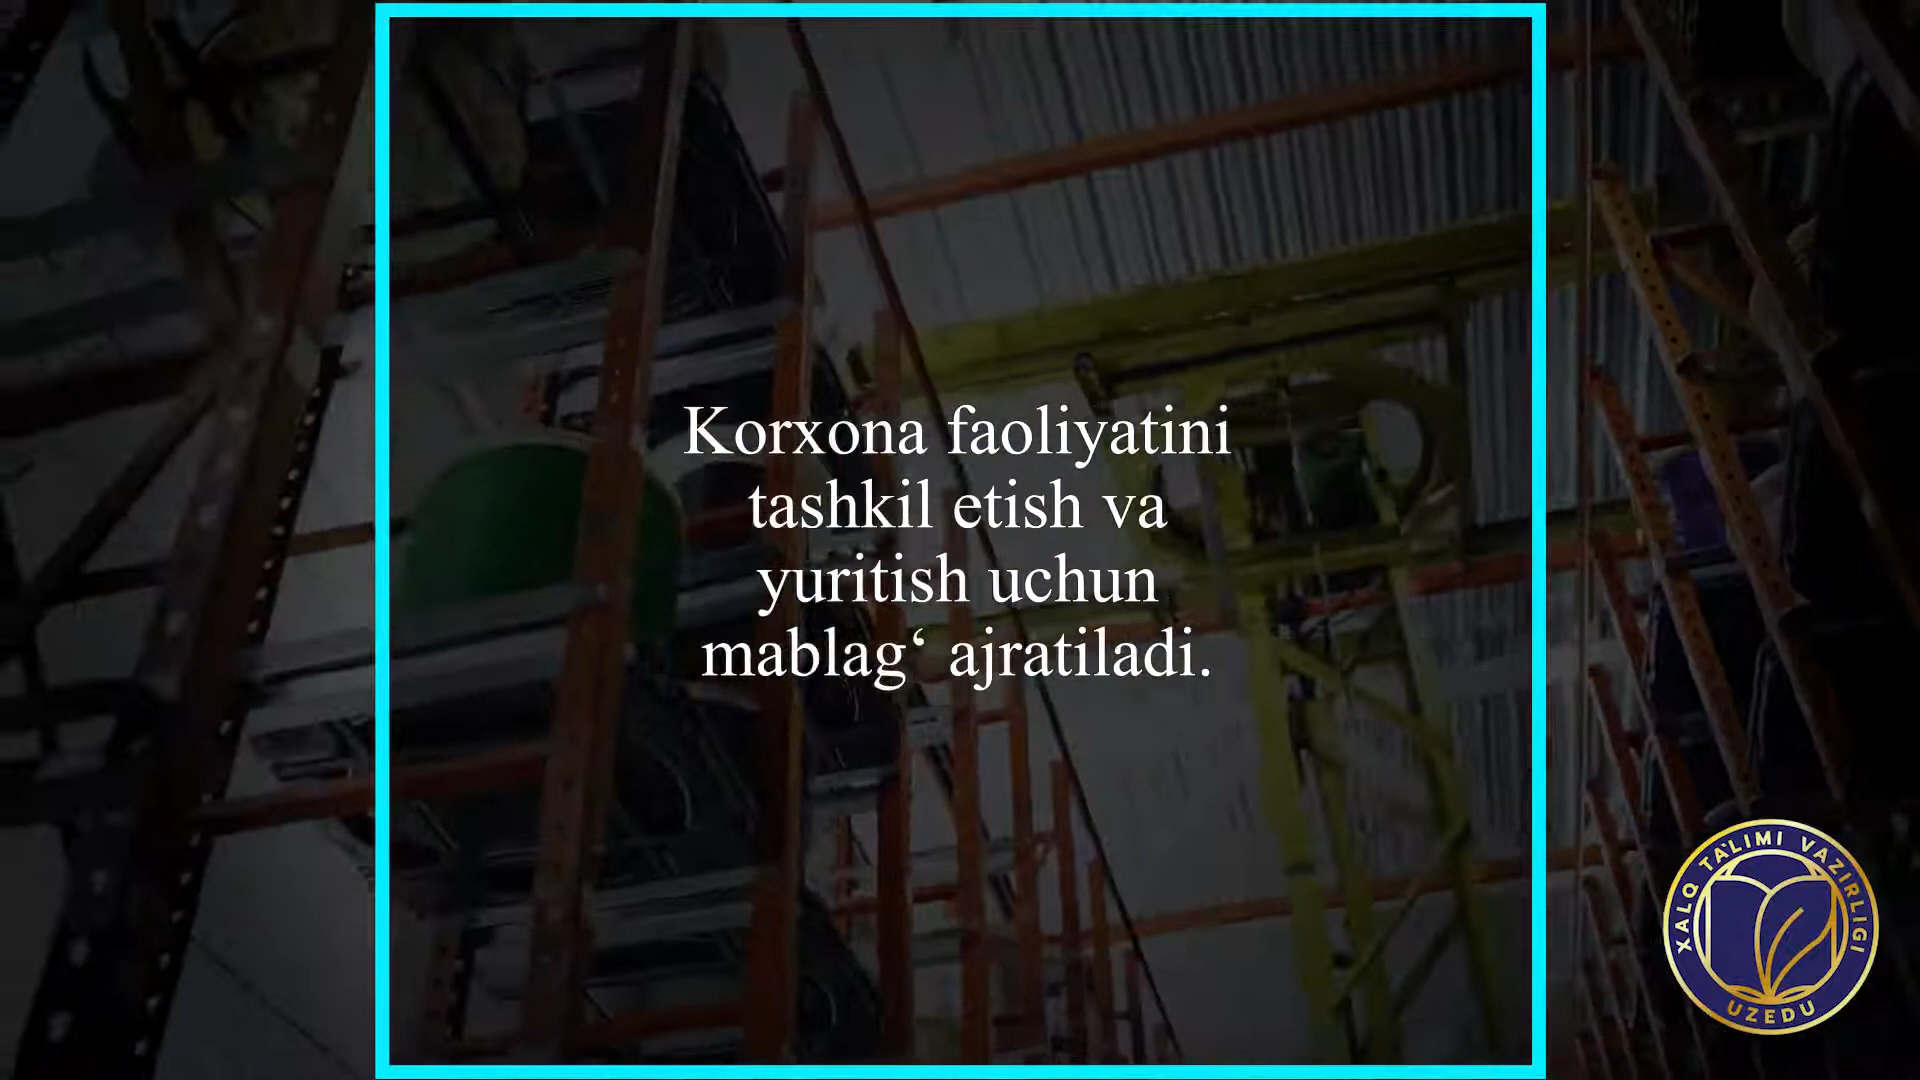 Korxona faoliyatini
tashkil etish va
yuritish uchun
mablag‘ ajratiladi.
XALQ TA'LIMI VAZIRLIGI
UZEDU